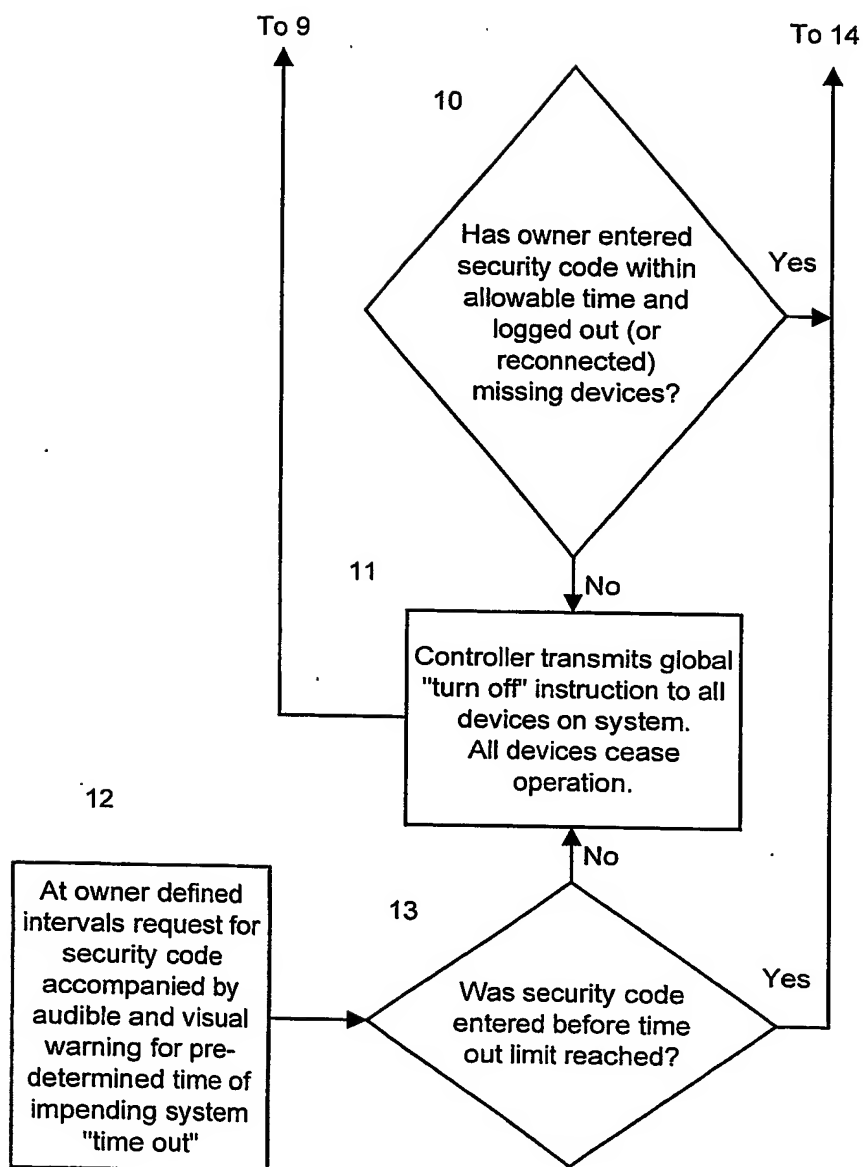 To 9
To 14
10
Has owner entered
security code within
allowable time and
logged out (or
reconnected)
missing devices?
Yes
No
11
Controller transmits global
"turn off" instruction to all
devices on system.
All devices cease
operation.
12
At owner defined
intervals request for
security code
accompanied by
audible and visual
warning for pre-
determined time of
impending system
"time out"
No
13
Was security code
entered before time
out limit reached?
Yes